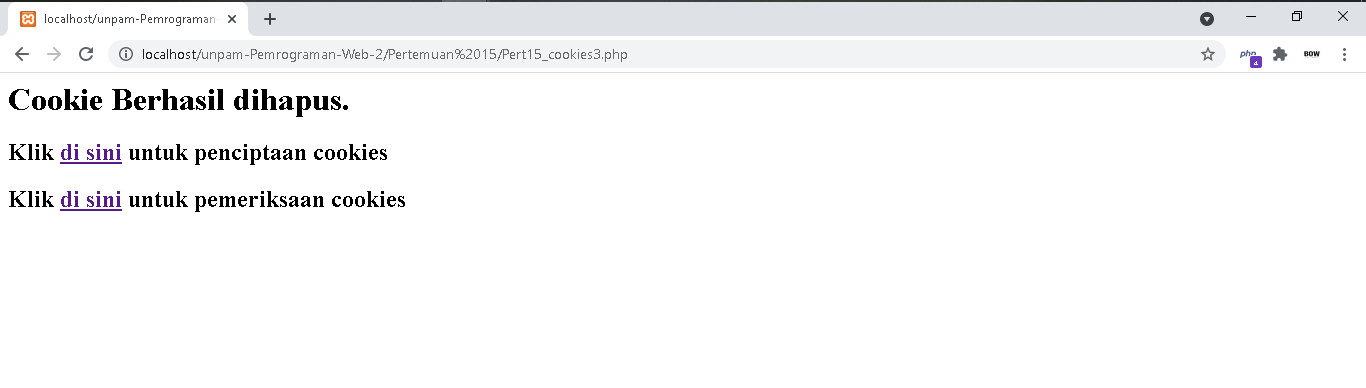 localhost/unpam-Pemrograman-
localhost/unpam-Pemrograman-Web-2/Pertemuan%2015/Pert15_cookies3.php
php
4
BOW
Cookie Berhasil dihapus.
Klik di sini untuk penciptaan cookies
Klik di sini untuk pemeriksaan cookies